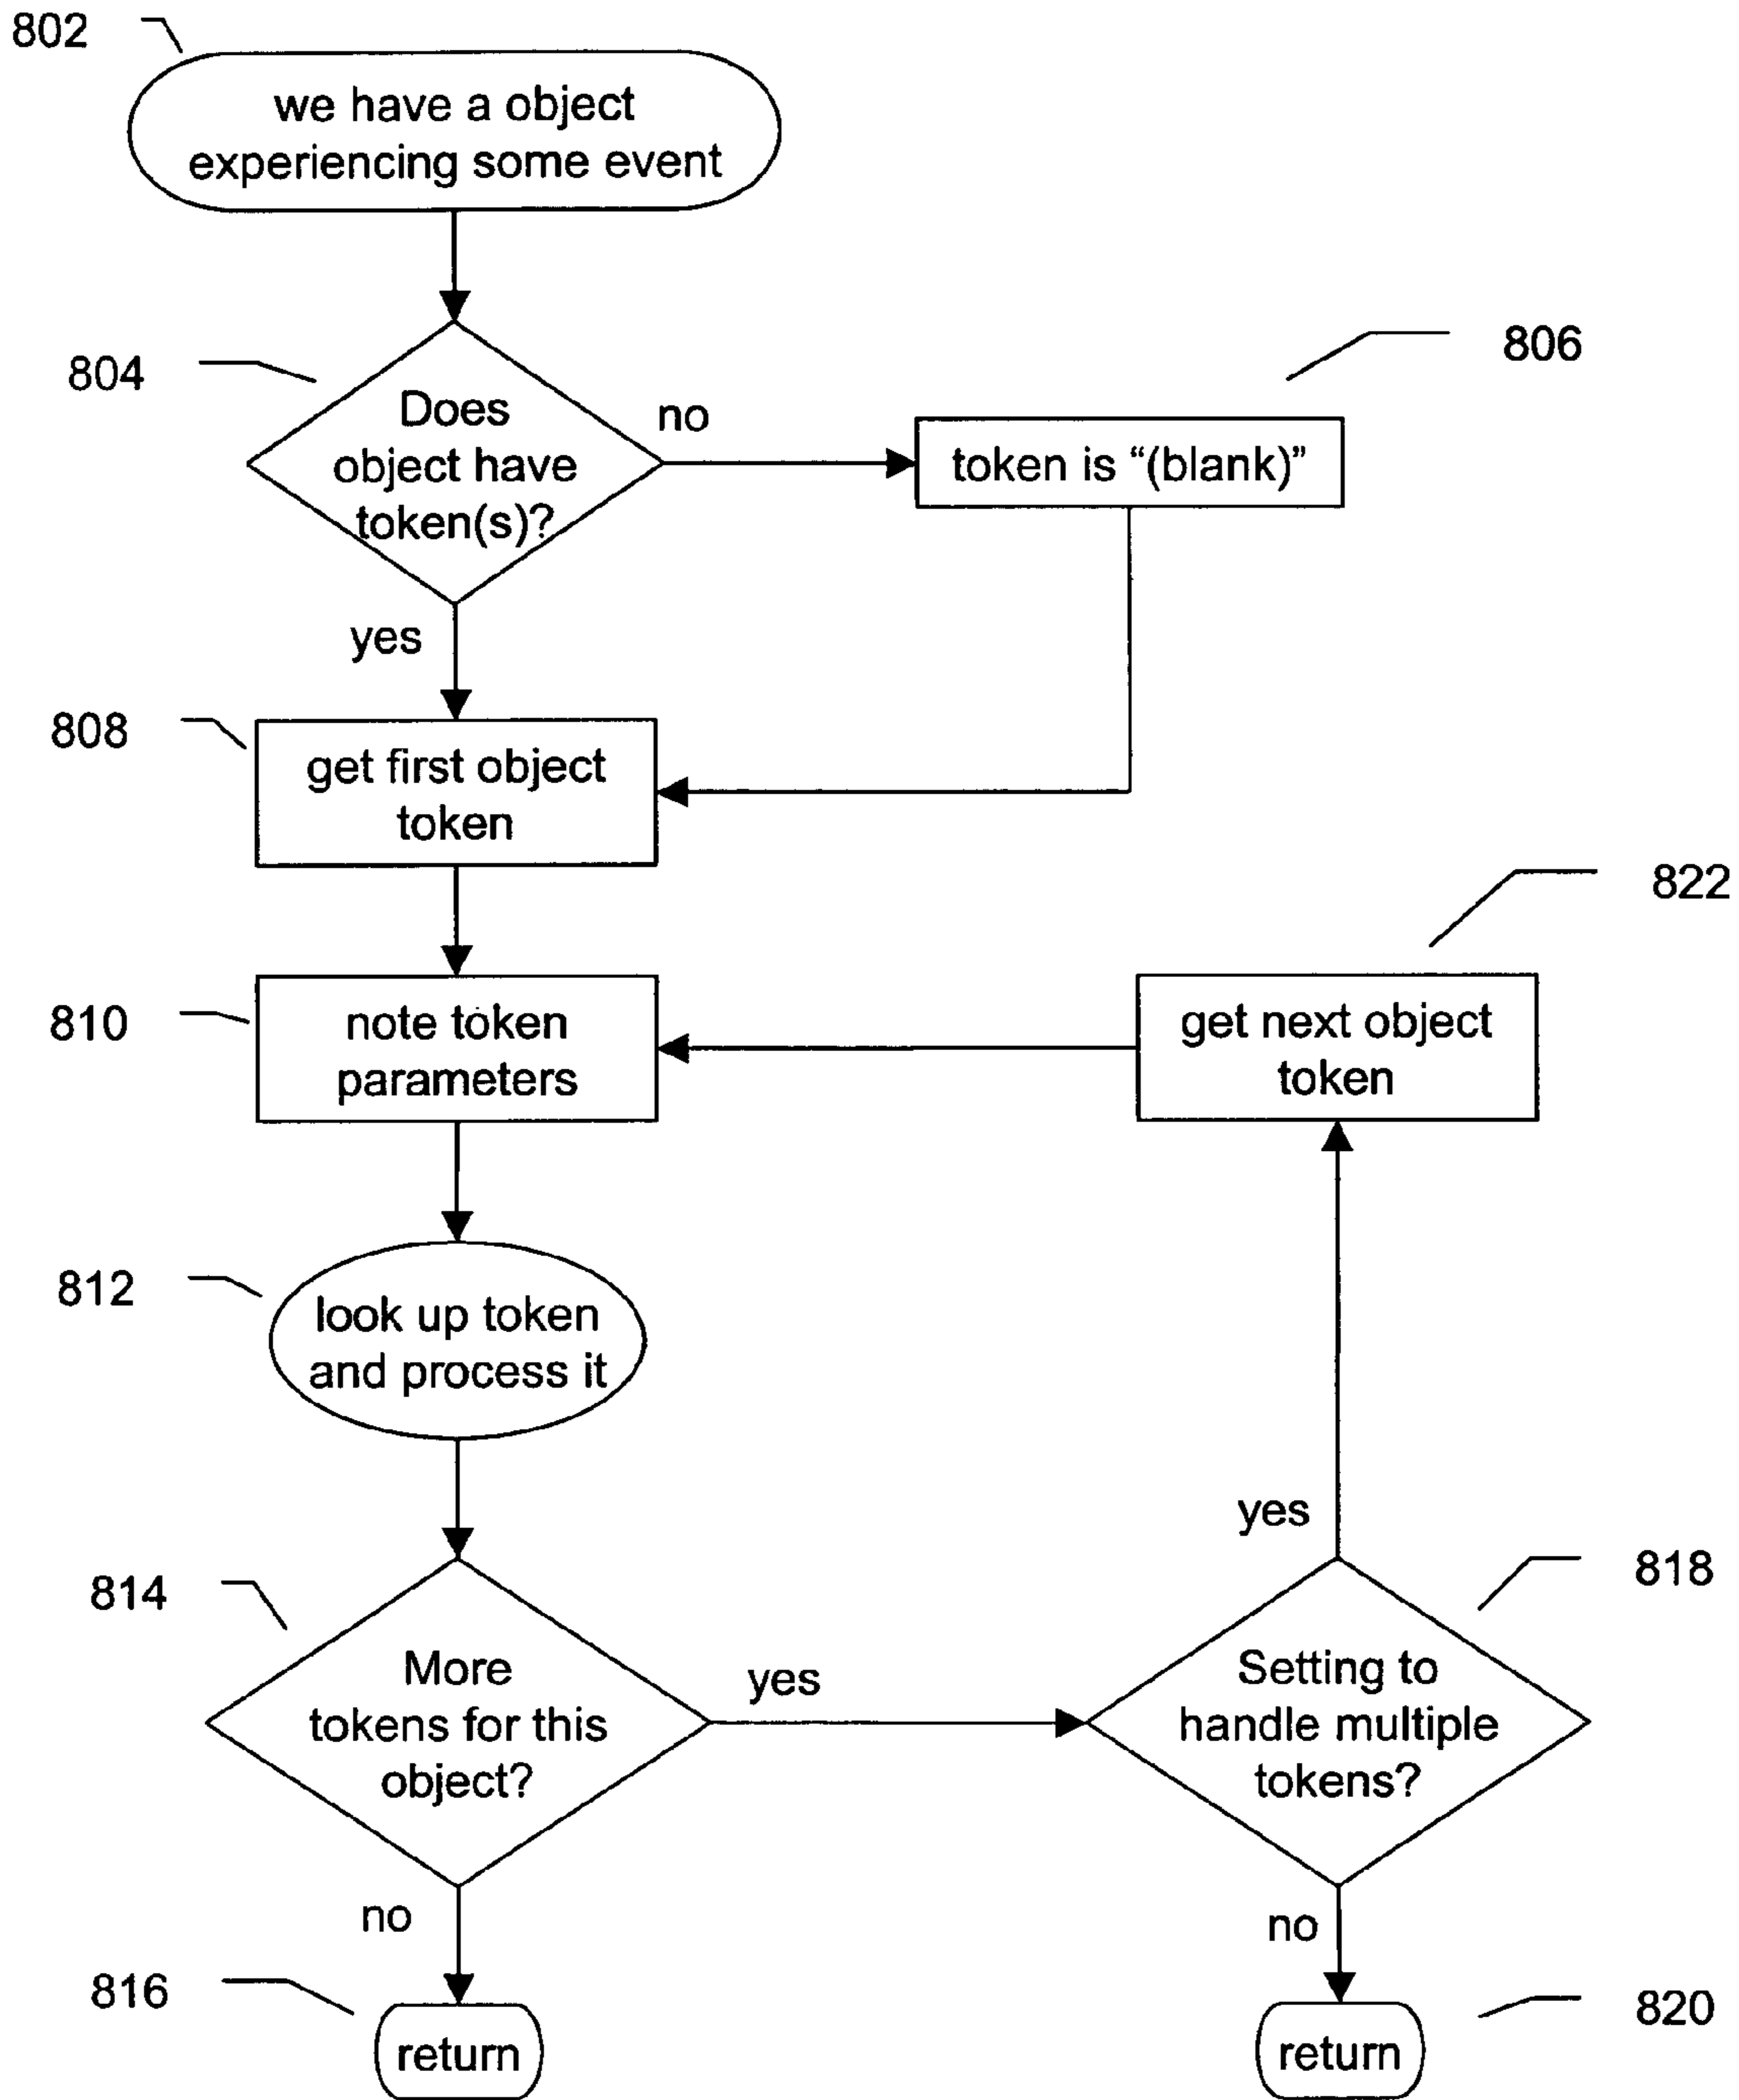 802
we have a object
experiencing some event
804
Does
object have
token(s)?
no
806
token is “(blank)”
yes
808
get first object
token
822
810
note token
parameters
get next object
token
812
look up token
and process it
yes
814
818
More
tokens for this
object?
yes
Setting to
handle multiple
tokens?
no
no
816
return
820
return